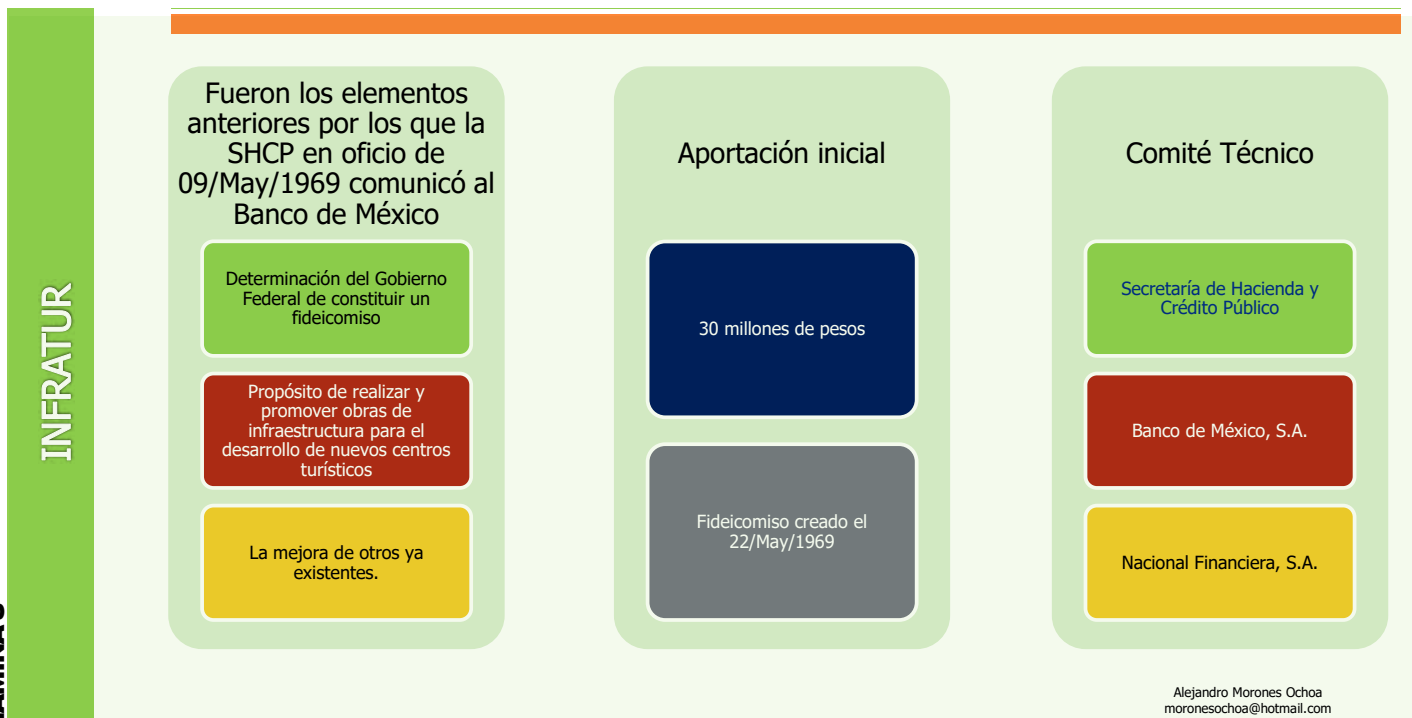 INFRATUR
Fueron los elementos
anteriores por los que la
SHCP en oficio de
09/May/1969 comunicó al
Banco de México
Determinación del Gobierno
Federal de constituir un
fideicomiso
Propósito de realizar y
promover obras de
infraestructura para el
desarrollo de nuevos centros
turísticos
La mejora de otros ya
existentes.
Aportación inicial
30 millones de pesos
Fideicomiso creado el
22/May/1969
Comité Técnico
Secretaría de Hacienda y
Crédito Público
Banco de México, S.A.
Nacional Financiera, S.A.
Alejandro Morones Ochoa
moronesochoa@hotmail.com